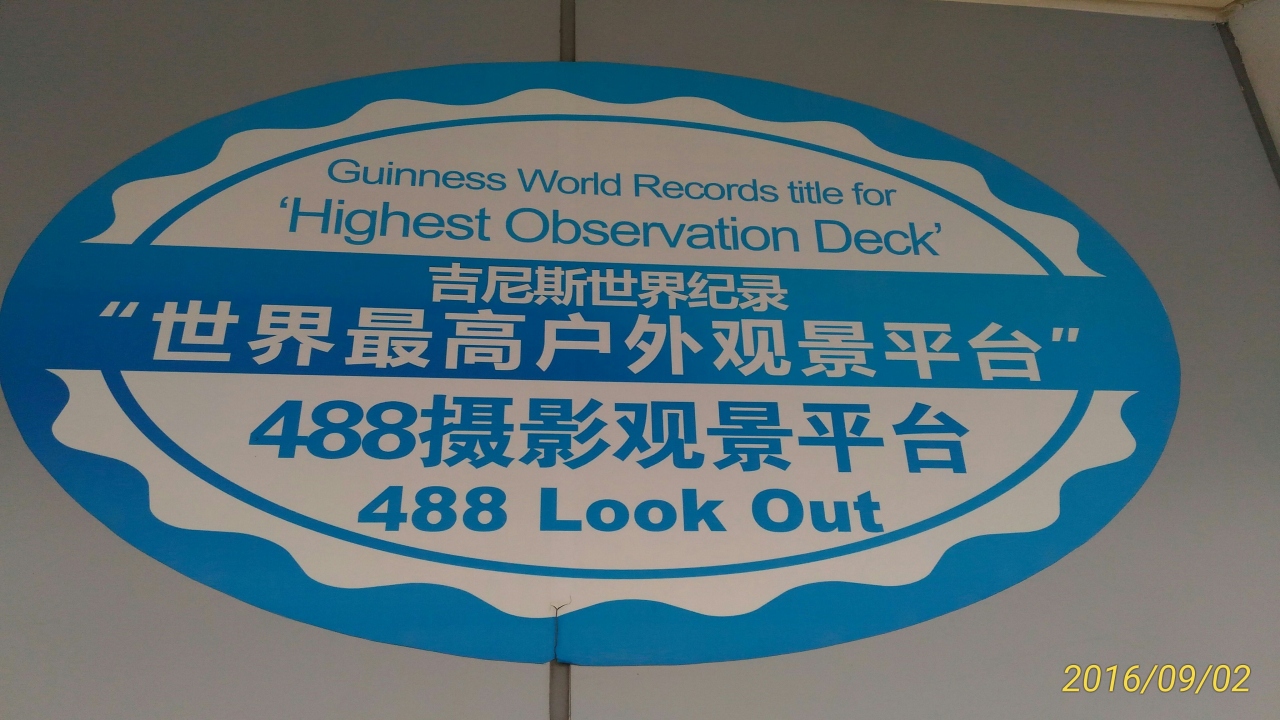 Guinness World Records title for
‘Highest Observation Deck’
吉尼斯世界纪录
“世界最高户外观景平台”
488摄影观景平台
488 Look Out
2016/09/02